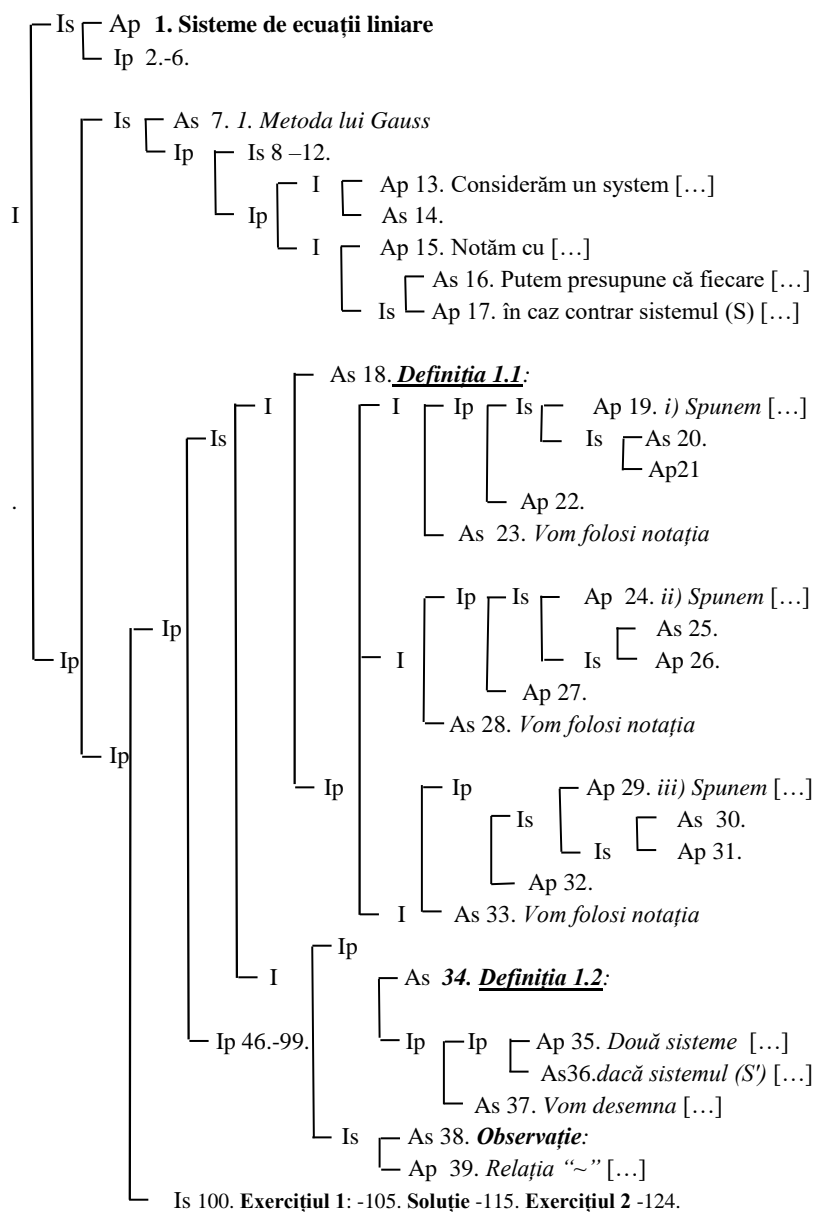 Is Ap 1. Sisteme de ecuații liniare
Ip 2.-6.
Is As 7. 1. Metoda lui Gauss
Ip Is 8 –12.
I Ap 13. Considerăm un system […]
I Ip As 14.
I Ap 15. Notăm cu […]
As 16. Putem presupune că fiecare […]
Is Ap 17. în caz contrar sistemul (S) […]
As 18. Definiția 1.1:
I I Ip Is Ap 19. i) Spunem […]
Is Is As 20.
Ap21
. Ap 22.
As 23. Vom folosi notația
Ip Is Ap 24. ii) Spunem […]
Ip As 25.
Ip I Is Ap 26.
Ap 27.
As 28. Vom folosi notația
Ip
Ip Ip Ap 29. iii) Spunem […]
Is As 30.
Is Ap 31.
Ap 32.
I As 33. Vom folosi notația
Ip
I As 34. Definiția 1.2:
Ip 46.-99. Ip Ip Ap 35. Două sisteme […]
As36.dacă sistemul (S') […]
As 37. Vom desemna […]
Is As 38. Observație:
Ap 39. Relația “~” […]
Is 100. Exercițiul 1: -105. Soluție -115. Exercițiul 2 -124.